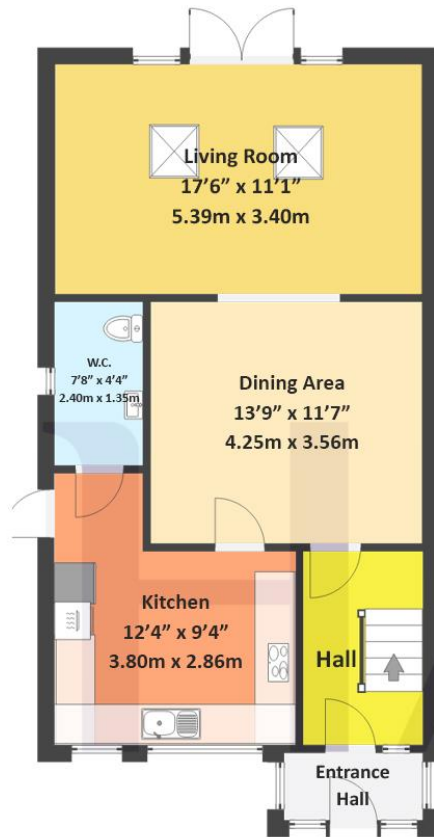 Living Room
17’6” x 11’1”
5.39m x 3.40m
W.C.
7’8” x 4’4”
2.40m x 1.35m
Dining Area
13’9” x 11’7”
4.25m x 3.56m
Kitchen
12’4” x 9’4”
3.80m x 2.86m
Hall
Entrance
Hall